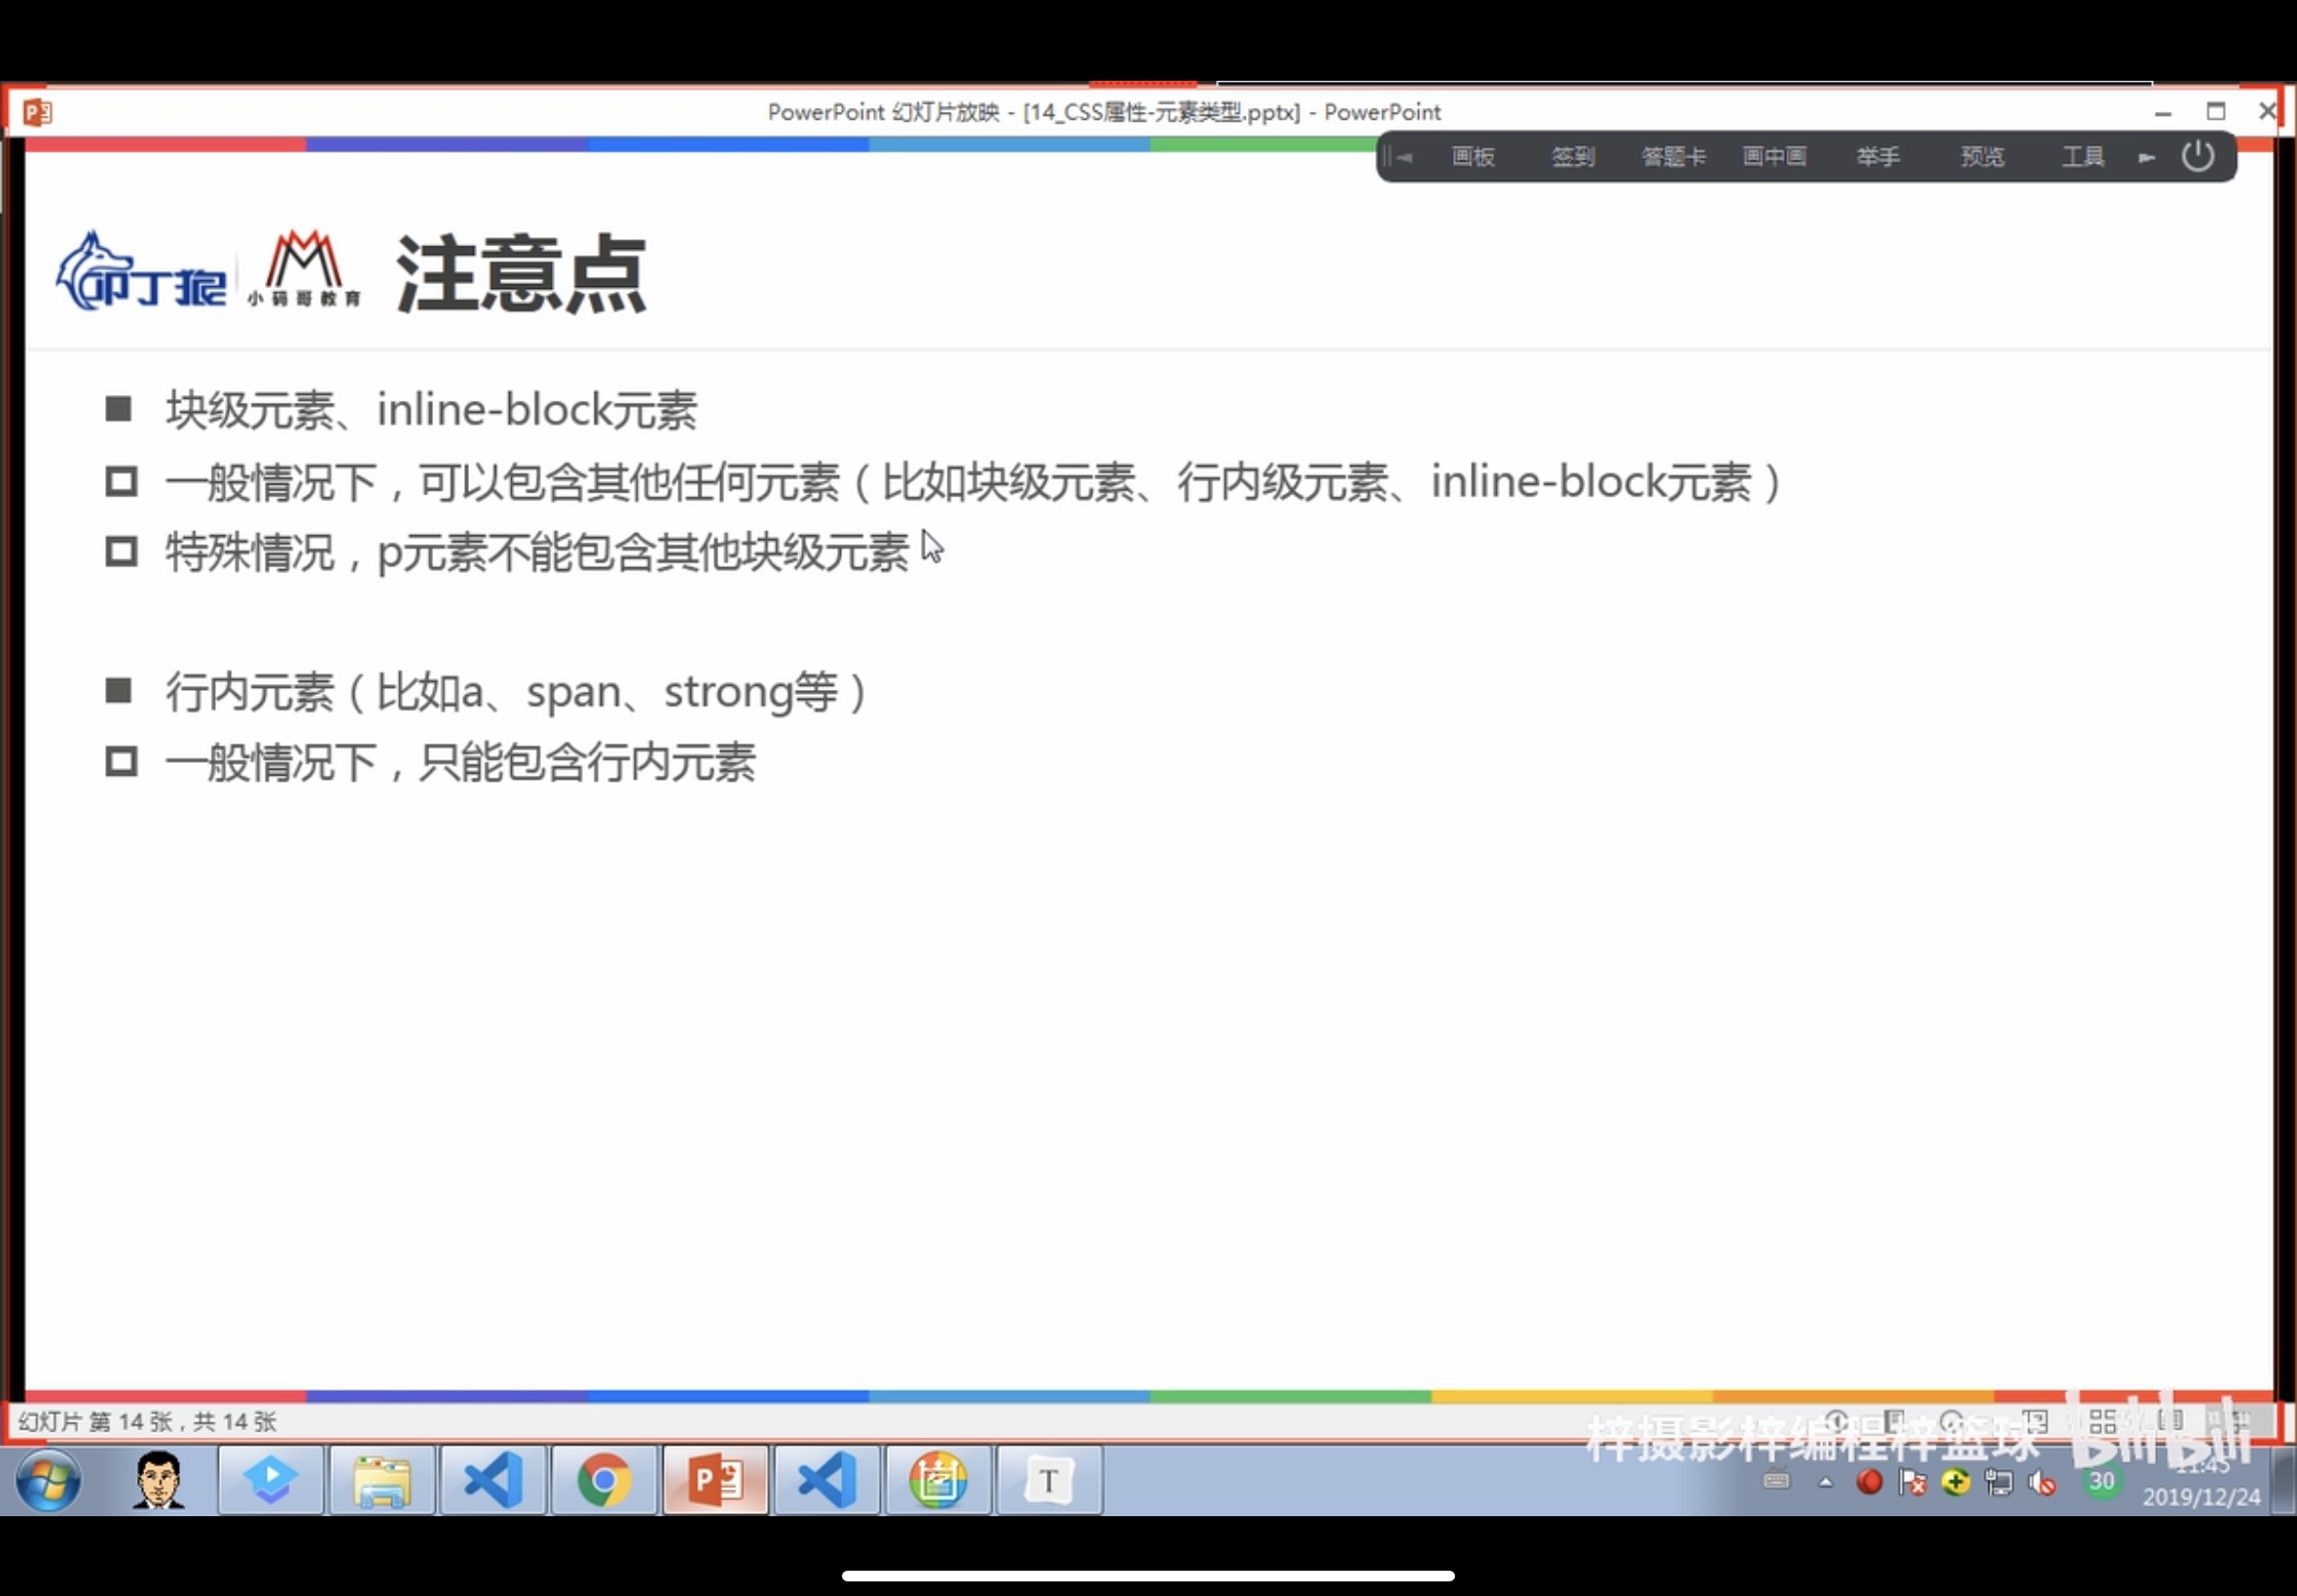 PowerPoint 幻灯片放映 - [14_CSS属性-元素类型.pptx] - PowerPoint
画板 签到 答题卡 画中画 举手 预览 工具
叩丁狼 小码哥教育 注意点
块级元素、inline-block元素
一般情况下，可以包含其他任何元素（比如块级元素、行内级元素、inline-block元素）
特殊情况，p元素不能包含其他块级元素
行内元素（比如a、span、strong等）
一般情况下，只能包含行内元素
幻灯片 第 14 张，共 14 张
梓摄影梓编程梓篮球 bilibili
30
11:45
2019/12/24